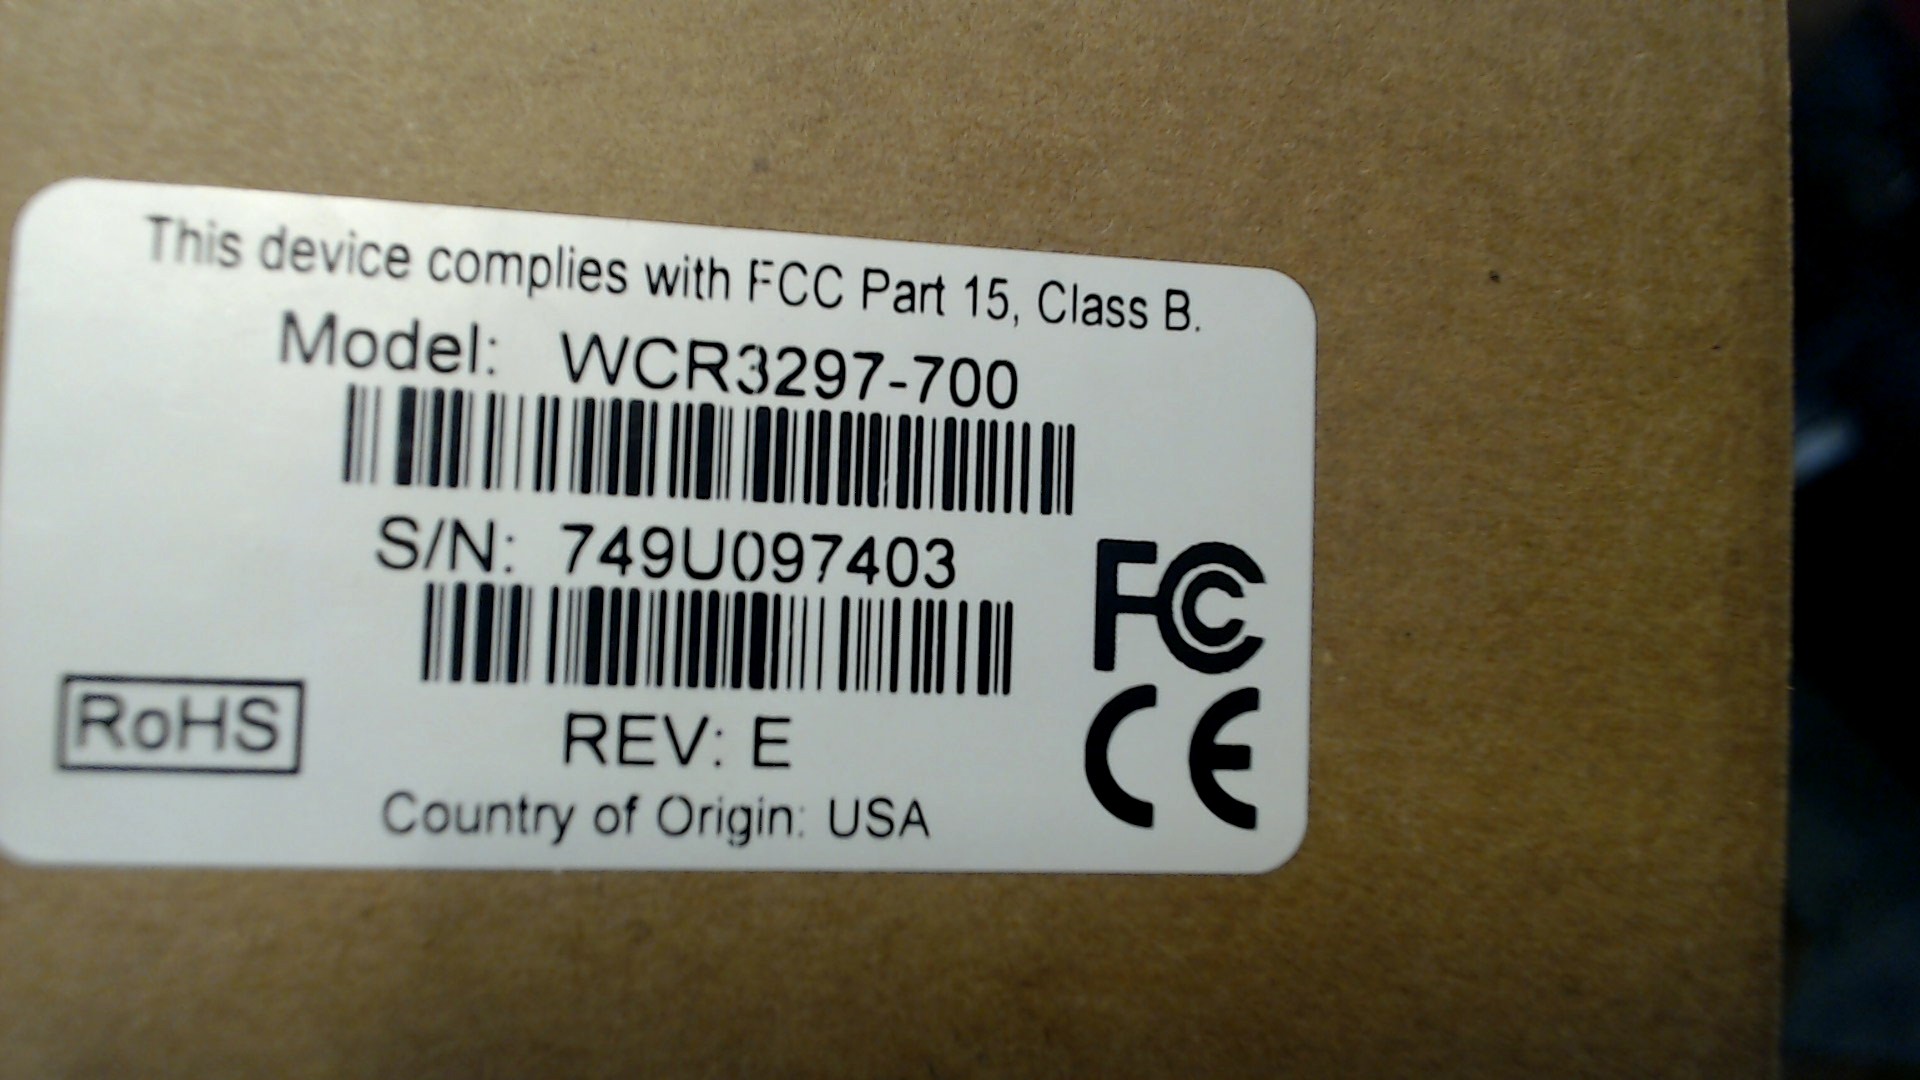 This device complies with FCC Part 15, Class B.
Model: WCR3297-700
S/N: 749U097403
FC
CE
RoHS
REV: E
Country of Origin: USA